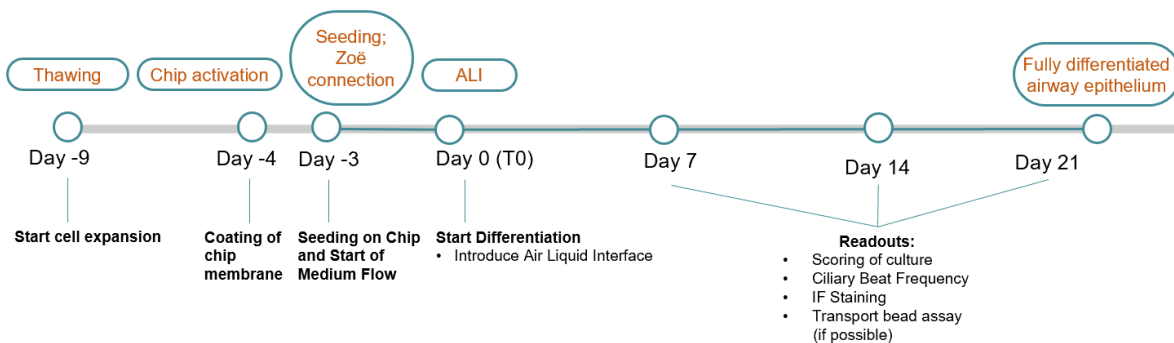 Thawing
Chip activation
Seeding;
Zoë
connection
ALI
Fully differentiated
airway epithelium
Day -9
Day -4
Day -3
Day 0 (T0)
Day 7
Day 14
Day 21
Start cell expansion
Coating of
chip
membrane
Seeding on Chip
and Start of
Medium Flow
Start Differentiation
• Introduce Air Liquid Interface
Readouts:
• Scoring of culture
• Ciliary Beat Frequency
• IF Staining
• Transport bead assay
(if possible)